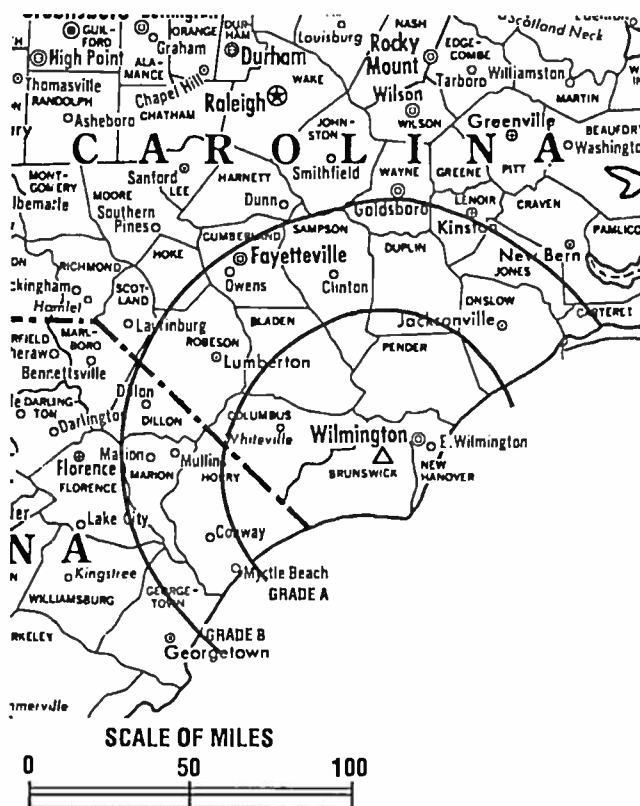 GUIL-
FORD
Graham
ORANGE
DUR-
HAM
Louisburg
NASH
EDGE-
COMBE
Scotland Neck
High Point
ALA-
MANCE
Durham
Rocky
Mount
Tarboro
Williamston
Thomasville
Chapel Hill
WAKE
RANDOLPH
Raleigh
Wilson
MARTIN
Asheboro
CHATHAM
JOHN-
STON
WILSON
Greenville
BEAUFORT
CAROLINA
Washington
Smithfield
PITT
MONT-
GOMERY
Sanford
LEE
HARNETT
WAYNE
GREENE
MOORE
Dunn
Goldsboro
LENOIR
CRAVEN
Southern
Pines
CUMBERLAND
SAMPSON
Kinston
PAMLICO
HOKE
Fayetteville
DUPLIN
New Bern
JONES
RICHMOND
Owens
Clinton
SCOT-
LAND
ONSLOW
Hamlet
CARTERET
Laurinburg
BLADEN
Jacksonville
MARL-
BORO
ROBESON
PENDER
Lumberton
Bennettsville
Dillon
DARLING
TON
COLUMBUS
DILLON
Darlington
Whiteville
Wilmington
E. Wilmington
Marion
Mullins
Florence
MARION
HORRY
BRUNSWICK
NEW
HANOVER
FLORENCE
Lake City
Conway
NA
Kingstree
Myrtle Beach
GRADE A
WILLIAMSBURG
GEORGE-
TOWN
RKELEY
GRADE B
Georgetown
mmerville
SCALE OF MILES
0 50 100